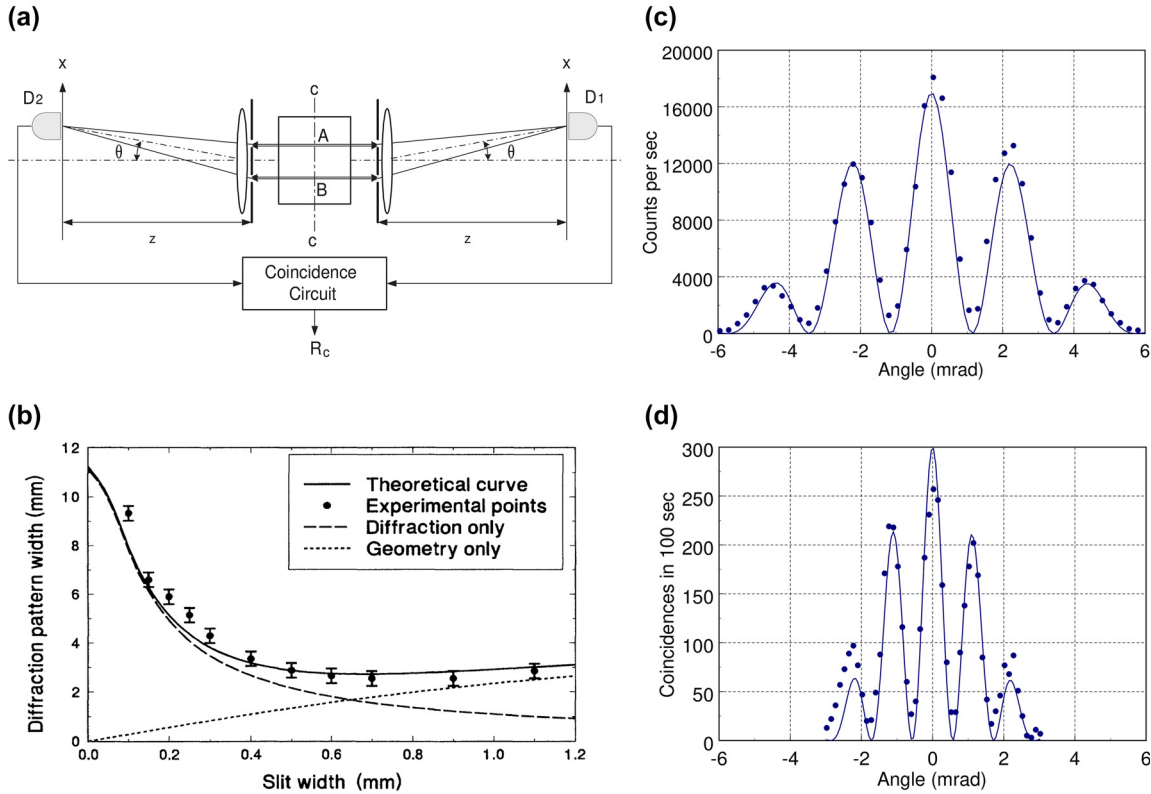 (a)
x
D2
θ
z
c
A
B
c
x
D1
θ
z
Coincidence
Circuit
Rc
(b)
Diffraction pattern width (mm)
12
10
8
6
4
2
0
0.0 0.2 0.4 0.6 0.8 1.0 1.2
Slit width (mm)
Theoretical curve
Experimental points
Diffraction only
Geometry only
(c)
Counts per sec
20000
16000
12000
8000
4000
0
-6 -4 -2 0 2 4 6
Angle (mrad)
(d)
Coincidences in 100 sec
300
250
200
150
100
50
0
-6 -4 -2 0 2 4 6
Angle (mrad)